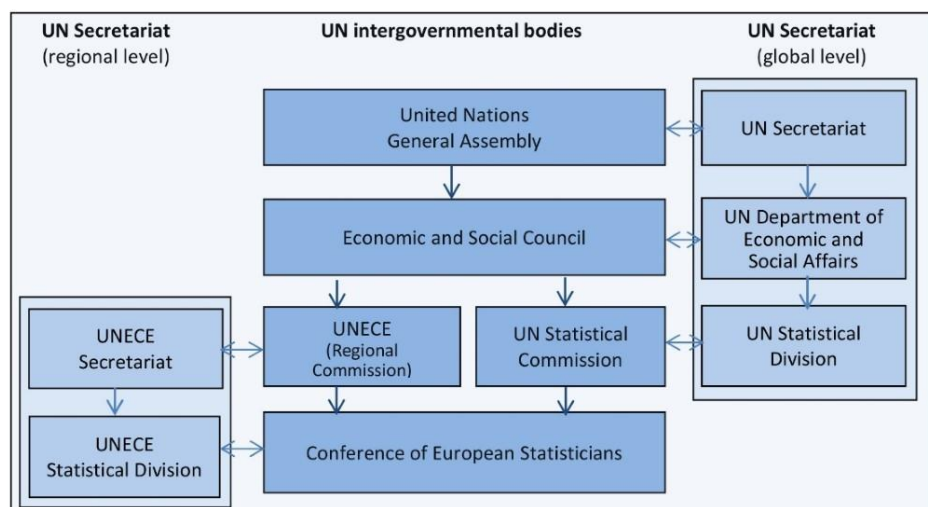 UN Secretariat
(regional level)
UN intergovernmental bodies
UN Secretariat
(global level)
United Nations
General Assembly
UN Secretariat
Economic and Social Council
UN Department of
Economic and
Social Affairs
UNECE
Secretariat
UNECE
(Regional
Commission)
UN Statistical
Commission
UN Statistical
Division
UNECE
Statistical Division
Conference of European Statisticians